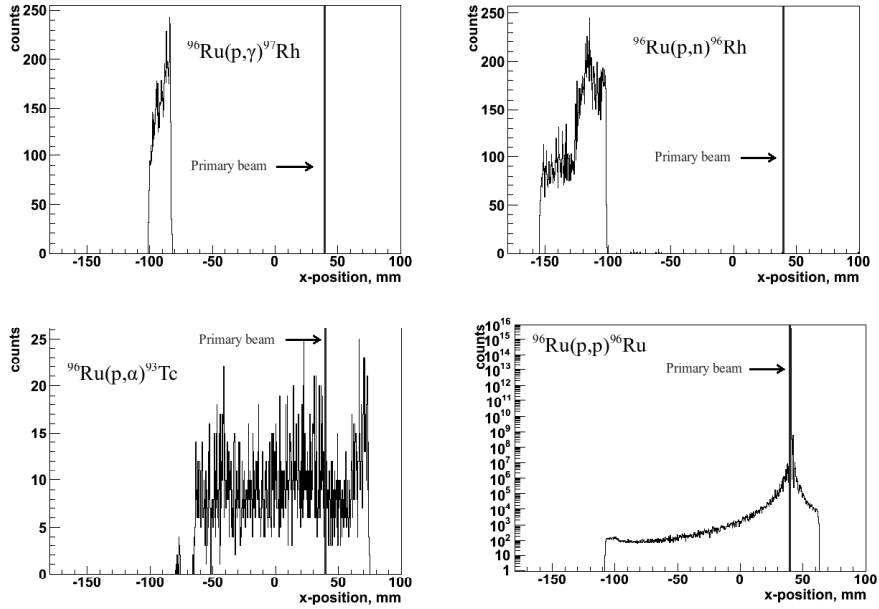 counts
250
200
150
100
50
0
⁹⁶Ru(p,γ)⁹⁷Rh
Primary beam
-150 -100 -50 0 50 100
x-position, mm
counts
250
200
150
100
50
0
⁹⁶Ru(p,n)⁹⁶Rh
Primary beam
-150 -100 -50 0 50 100
x-position, mm
counts
25
20
15
10
5
0
Primary beam
⁹⁶Ru(p,α)⁹³Tc
-150 -100 -50 0 50 100
x-position, mm
counts
10¹⁶
10¹⁵
10¹⁴
10¹³
10¹²
10¹¹
10¹⁰
10⁹
10⁸
10⁷
10⁶
10⁵
10⁴
10³
10²
10
1
⁹⁶Ru(p,p)⁹⁶Ru
Primary beam
-150 -100 -50 0 50 100
x-position, mm